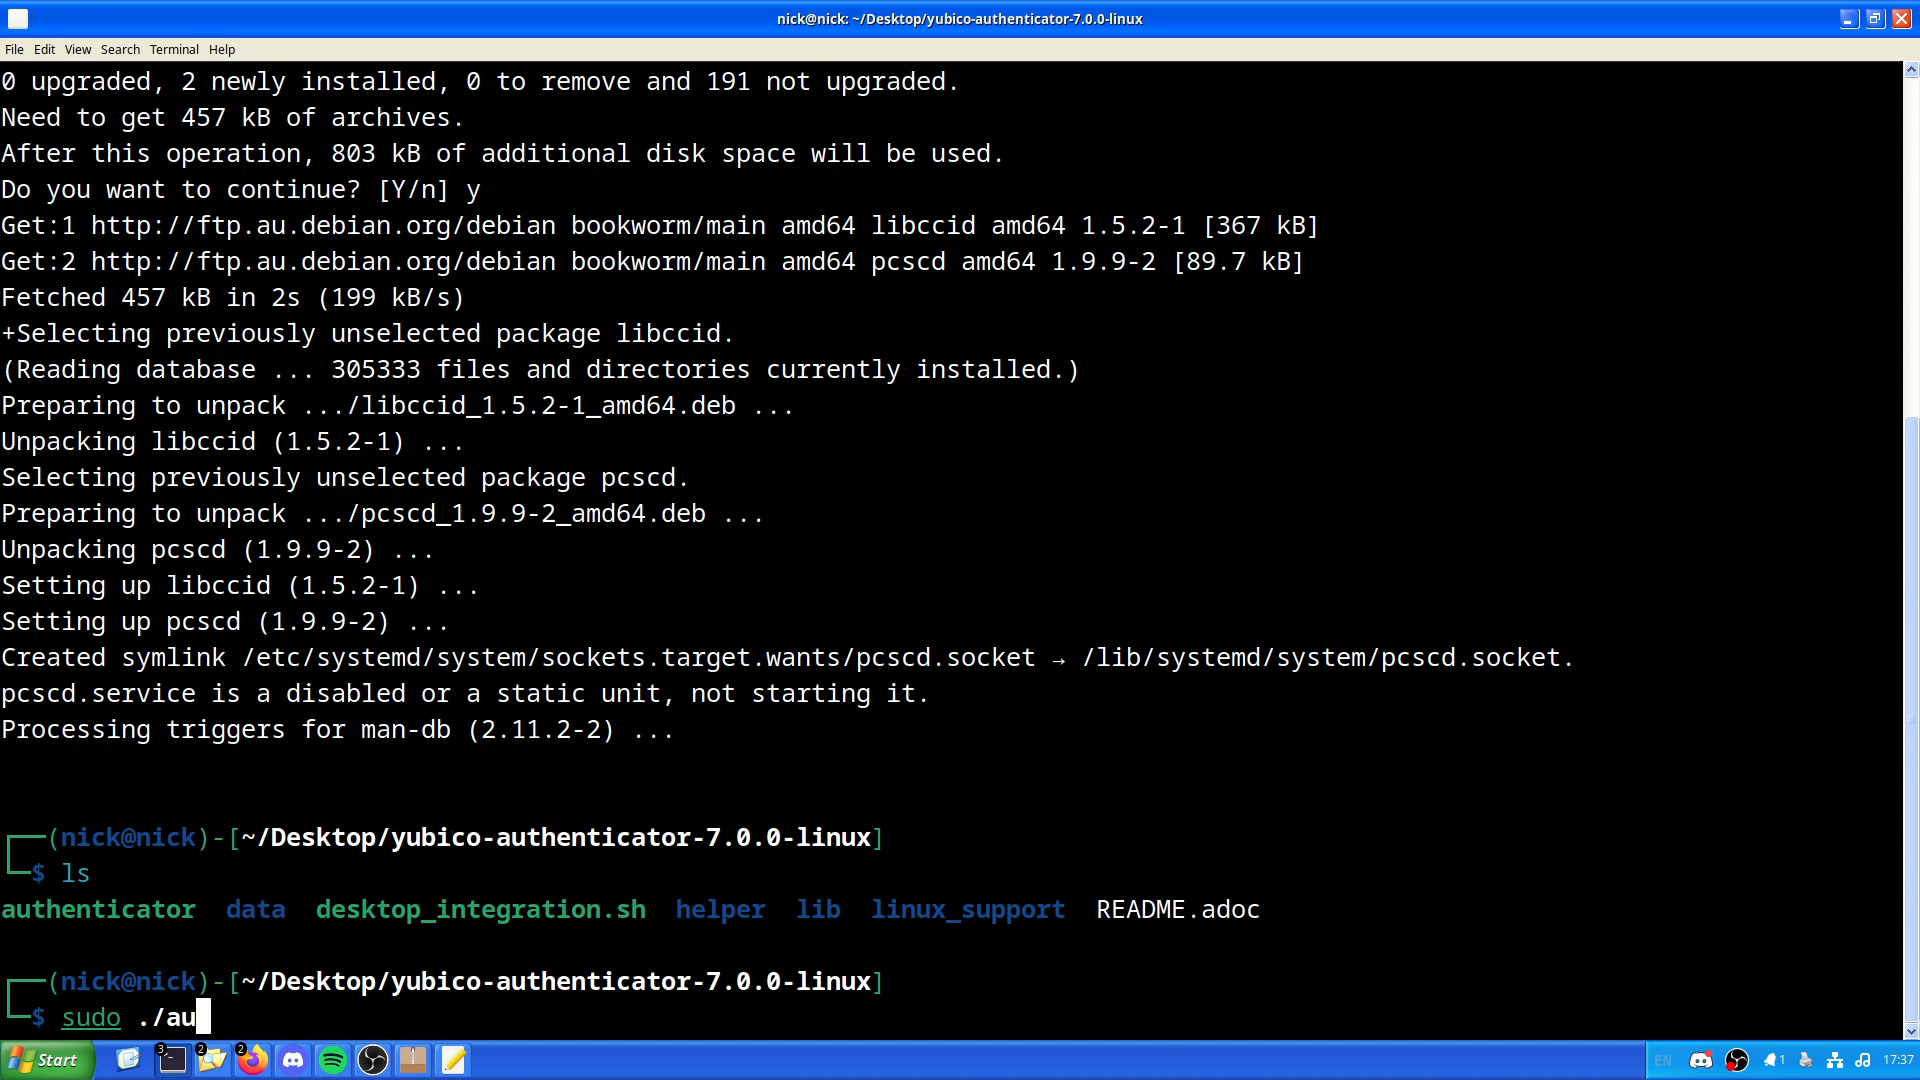 nick@nick: ~/Desktop/yubico-authenticator-7.0.0-linux
File Edit View Search Terminal Help
0 upgraded, 2 newly installed, 0 to remove and 191 not upgraded.
Need to get 457 kB of archives.
After this operation, 803 kB of additional disk space will be used.
Do you want to continue? [Y/n] y
Get:1 http://ftp.au.debian.org/debian bookworm/main amd64 libccid amd64 1.5.2-1 [367 kB]
Get:2 http://ftp.au.debian.org/debian bookworm/main amd64 pcscd amd64 1.9.9-2 [89.7 kB]
Fetched 457 kB in 2s (199 kB/s)
+Selecting previously unselected package libccid.
(Reading database ... 305333 files and directories currently installed.)
Preparing to unpack .../libccid_1.5.2-1_amd64.deb ...
Unpacking libccid (1.5.2-1) ...
Selecting previously unselected package pcscd.
Preparing to unpack .../pcscd_1.9.9-2_amd64.deb ...
Unpacking pcscd (1.9.9-2) ...
Setting up libccid (1.5.2-1) ...
Setting up pcscd (1.9.9-2) ...
Created symlink /etc/systemd/system/sockets.target.wants/pcscd.socket → /lib/systemd/system/pcscd.socket.
pcscd.service is a disabled or a static unit, not starting it.
Processing triggers for man-db (2.11.2-2) ...
┌──(nick@nick)-[~/Desktop/yubico-authenticator-7.0.0-linux]
└─$ ls
authenticator data desktop_integration.sh helper lib linux_support README.adoc
┌──(nick@nick)-[~/Desktop/yubico-authenticator-7.0.0-linux]
└─$ sudo ./au
Start 3 2 2 EN 1 17:37